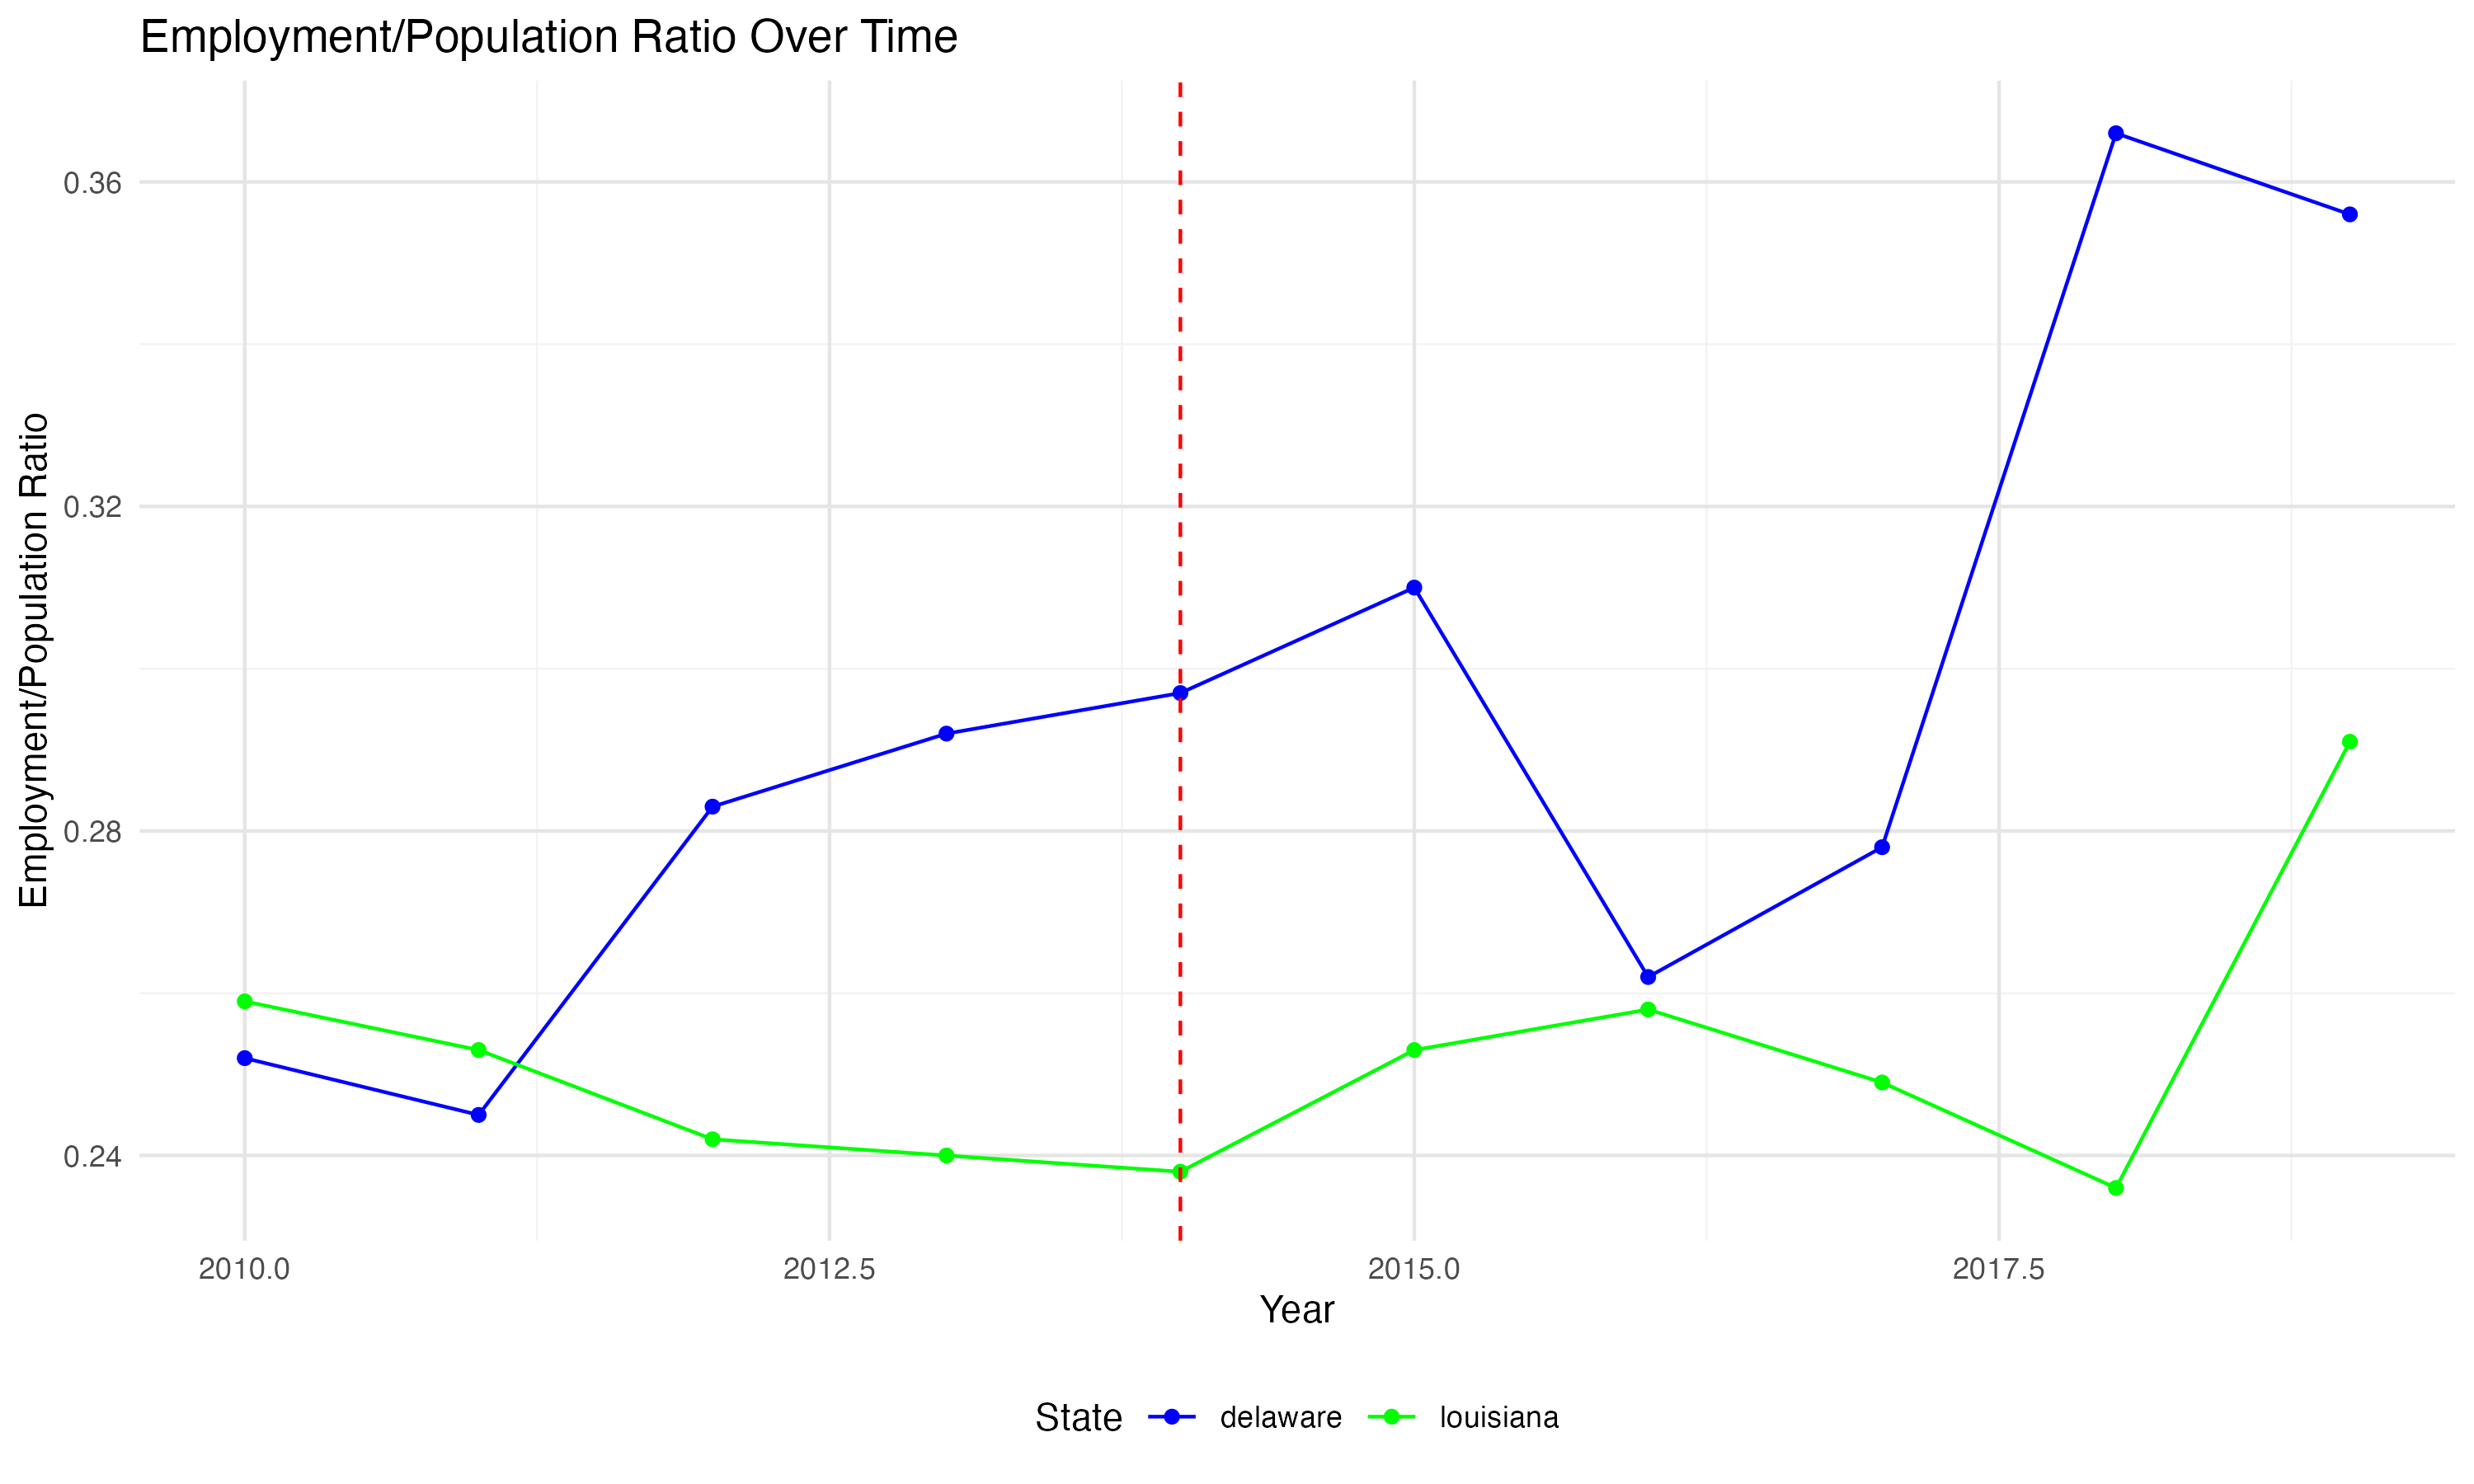 Employment/Population Ratio Over Time
Employment/Population Ratio
0.36
0.32
0.28
0.24
2010.0 2012.5 2015.0 2017.5
Year
State delaware louisiana